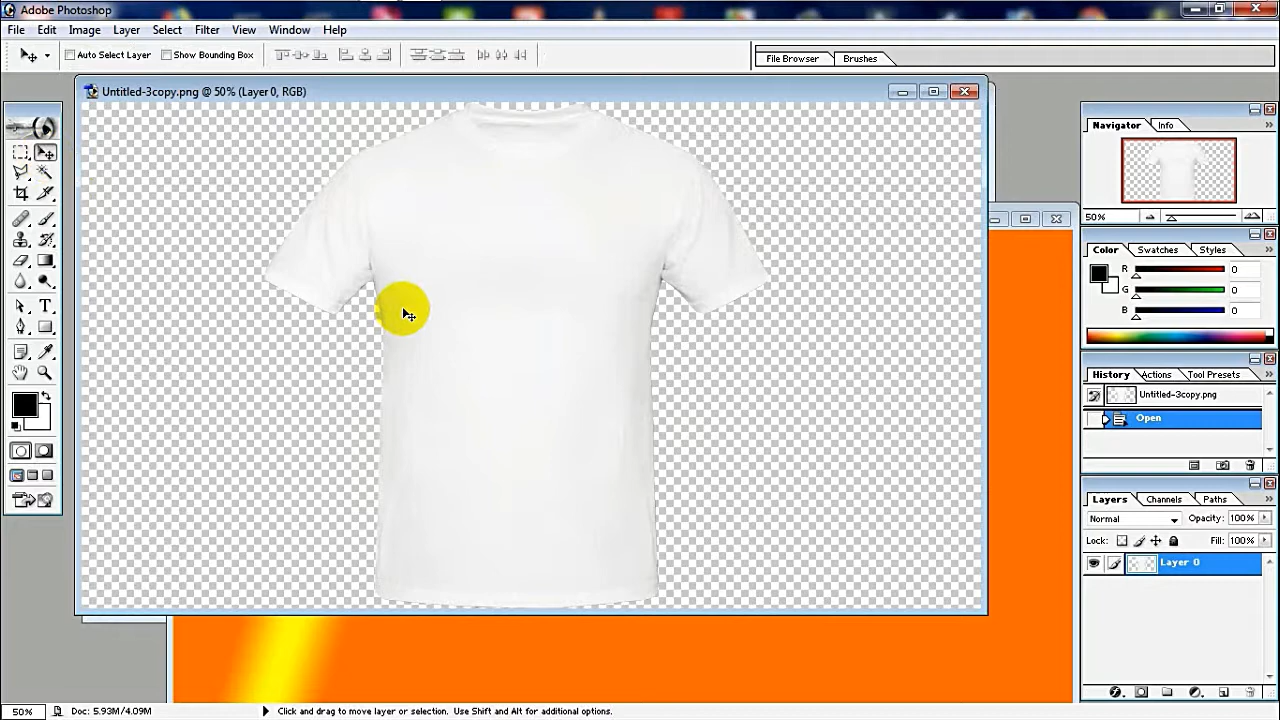 Adobe Photoshop
File Edit Image Layer Select Filter View Window Help
Auto Select Layer Show Bounding Box File Browser Brushes
Untitled-3copy.png @ 50% (Layer 0, RGB)
Navigator Info
50%
Color Swatches Styles
R 0
G 0
B 0
History Actions Tool Presets
Untitled-3copy.png
Open
Layers Channels Paths
Normal Opacity: 100%
Lock: Fill: 100%
Layer 0
50% Doc: 5.93M/4.09M Click and drag to move layer or selection. Use Shift and Alt for additional options.